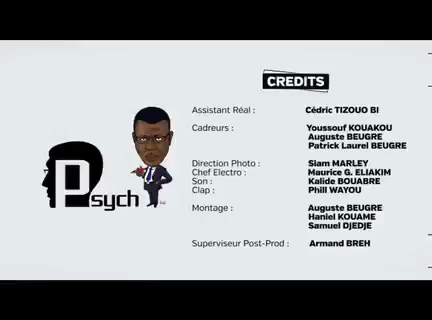 CREDITS
Assistant Réal : Cédric TIZOUO BI
Cadreurs : Youssouf KOUAKOU
Auguste BEUGRE
Patrick Laurel BEUGRE
Direction Photo : Siam MARLEY
Chef Electro : Maurice G. ELIAKIM
Son : Kalide BOUABRE
Clap : Phill WAYOU
Montage : Auguste BEUGRE
Haniel KOUAME
Samuel DJEDJE
Superviseur Post-Prod : Armand BREH
Psych